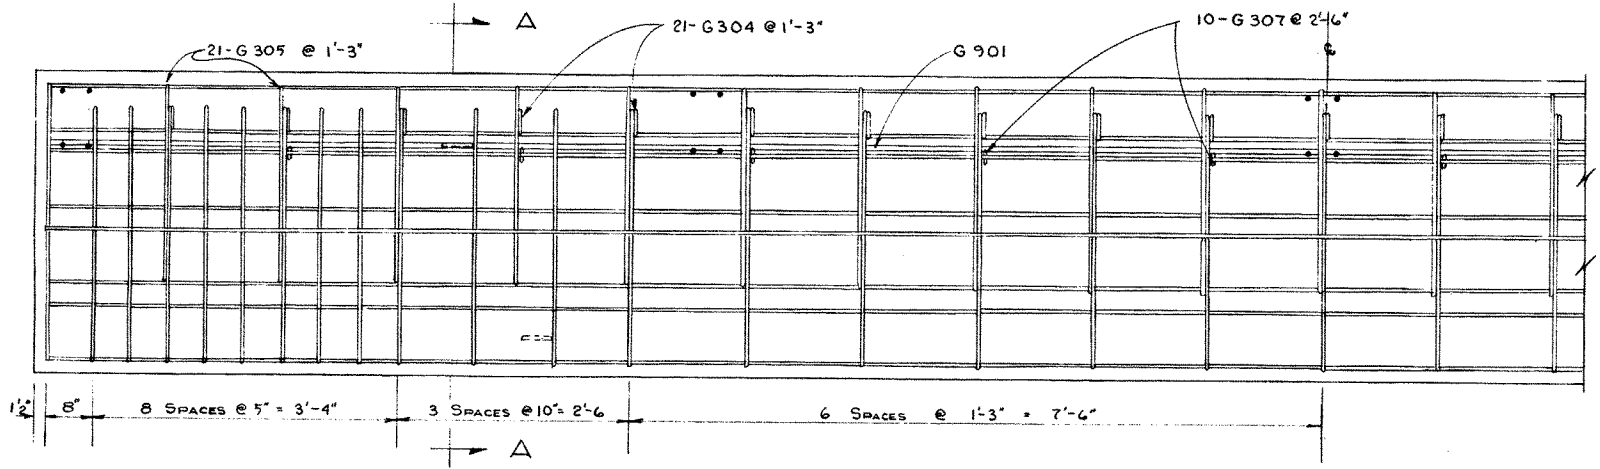 A
21-G304 @ 1'-3"
10-G307 @ 2'-6"
21-G305 @ 1'-3"
G901
℄
1½"
8"
8 SPACES @ 5" = 3'-4"
3 SPACES @ 10" = 2'-6
6 SPACES @ 1'-3" = 7'-6"
A